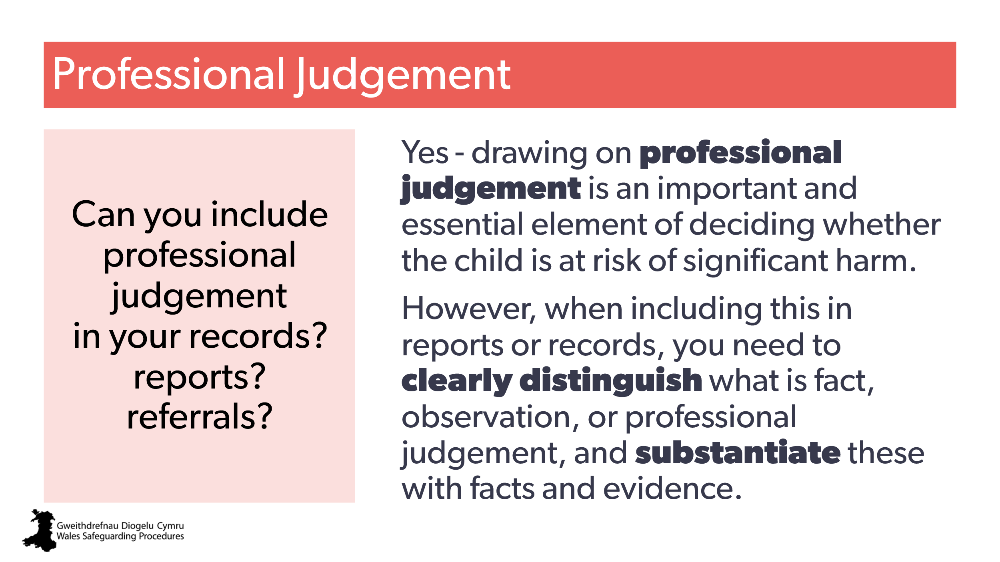 Professional Judgement
Can you include
professional
judgement
in your records?
reports?
referrals?
Yes - drawing on professional
judgement is an important and
essential element of deciding whether
the child is at risk of significant harm.
However, when including this in
reports or records, you need to
clearly distinguish what is fact,
observation, or professional
judgement, and substantiate these
with facts and evidence.
Gweithdrefnau Diogelu Cymru
Wales Safeguarding Procedures